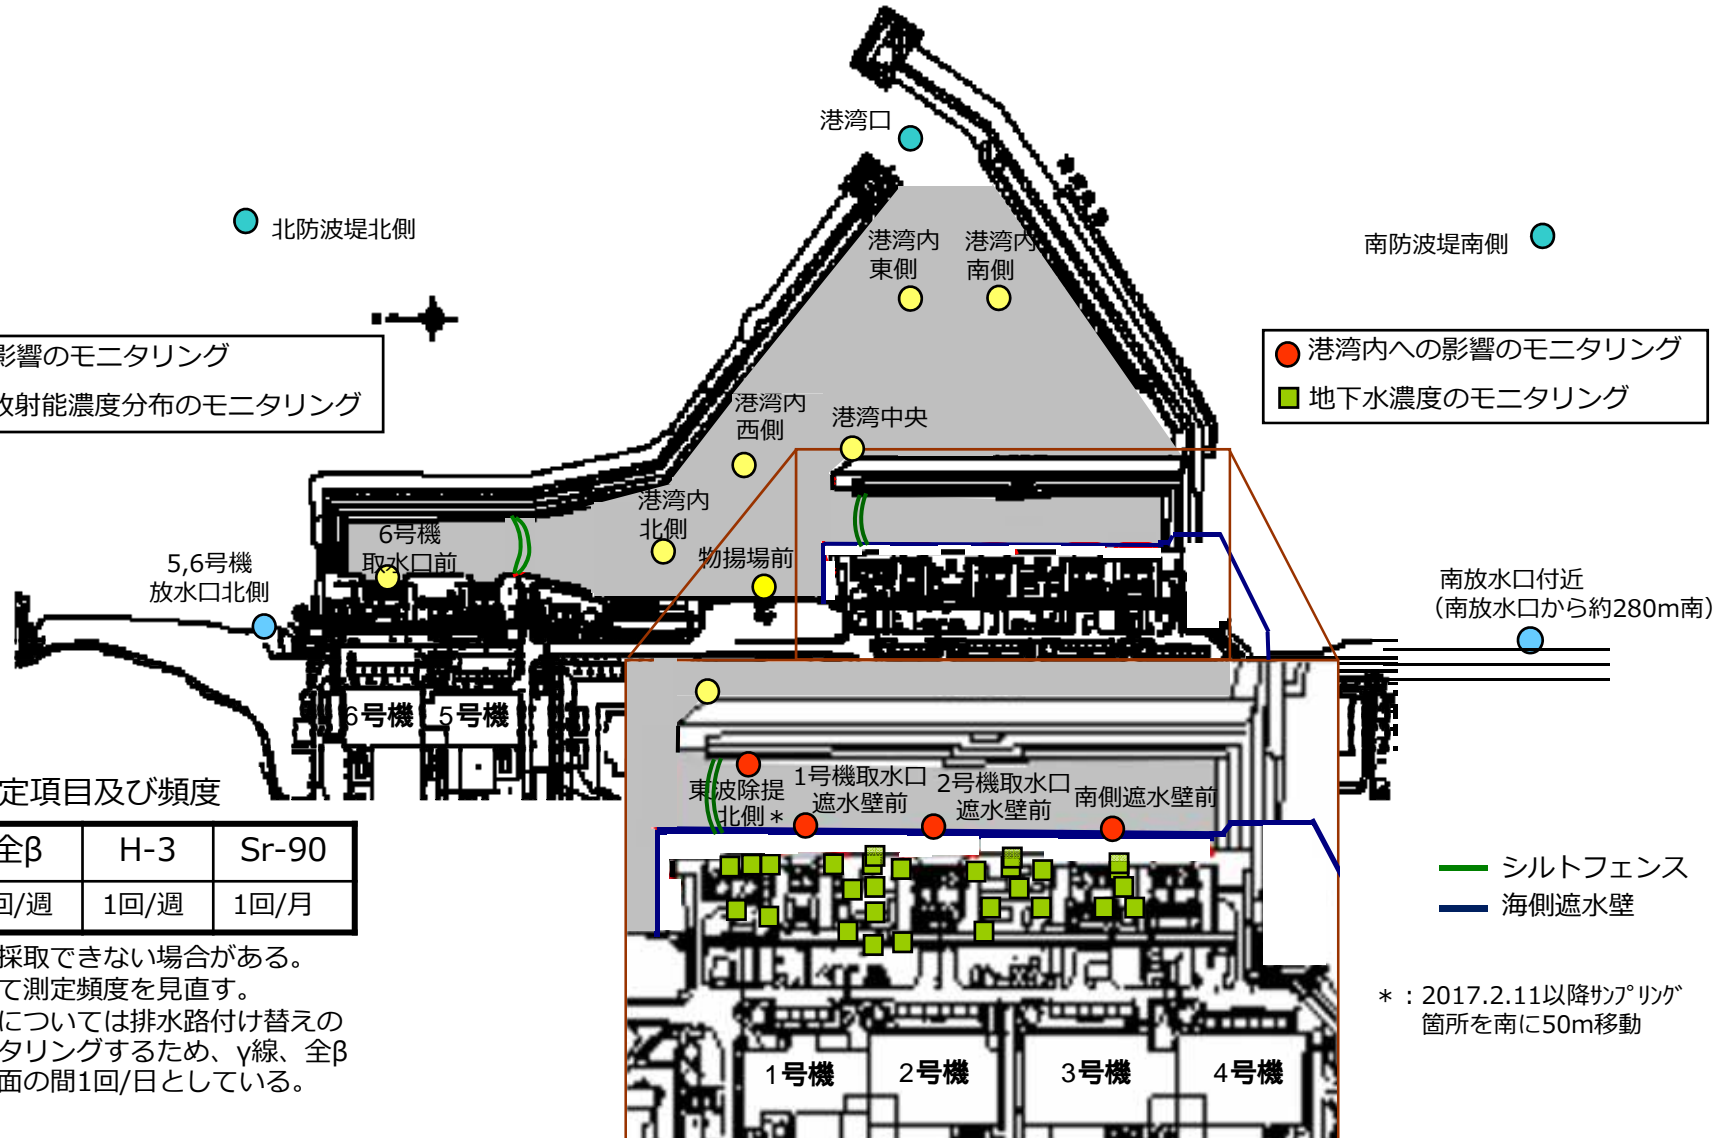 港湾口
北防波堤北側
港湾内
東側
港湾内
南側
南防波堤南側
影響のモニタリング
放射能濃度分布のモニタリング
港湾内への影響のモニタリング
地下水濃度のモニタリング
港湾内
西側
港湾中央
港湾内
北側
6号機
取水口前
物揚場前
5,6号機
放水口北側
南放水口付近
（南放水口から約280m南）
6号機
5号機
定項目及び頻度
全β H-3 Sr-90
回/週 1回/週 1回/月
採取できない場合がある。
て測定頻度を見直す。
については排水路付け替えの
タリングするため、γ線、全β
面の間1回/日としている。
東波除堤
北側＊
1号機取水口
遮水壁前
2号機取水口
遮水壁前
南側遮水壁前
シルトフェンス
海側遮水壁
＊：2017.2.11以降ｻﾝﾌﾟﾘﾝｸﾞ
箇所を南に50m移動
1号機
2号機
3号機
4号機